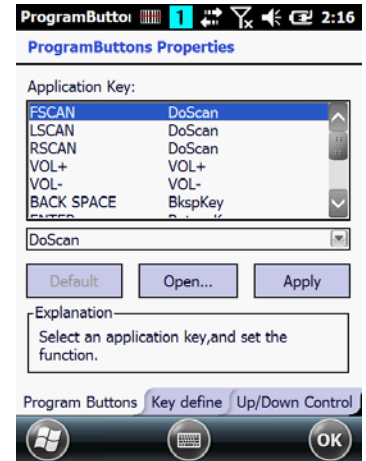 ProgramButtor 1 2:16
ProgramButtons Properties
Application Key:
FSCAN DoScan
LSCAN DoScan
RSCAN DoScan
VOL+ VOL+
VOL- VOL-
BACK SPACE BkspKey
DoScan
Default Open... Apply
Explanation
Select an application key,and set the
function.
Program Buttons Key define Up/Down Control
OK